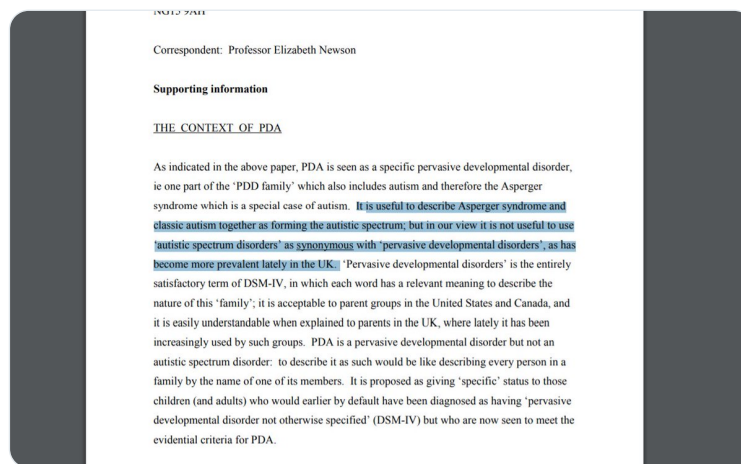 NG15 9AH
Correspondent: Professor Elizabeth Newson
Supporting information
THE CONTEXT OF PDA
As indicated in the above paper, PDA is seen as a specific pervasive developmental disorder,
ie one part of the ‘PDD family’ which also includes autism and therefore the Asperger
syndrome which is a special case of autism. It is useful to describe Asperger syndrome and
classic autism together as forming the autistic spectrum; but in our view it is not useful to use
‘autistic spectrum disorders’ as synonymous with ‘pervasive developmental disorders’, as has
become more prevalent lately in the UK. ‘Pervasive developmental disorders’ is the entirely
satisfactory term of DSM-IV, in which each word has a relevant meaning to describe the
nature of this ‘family’; it is acceptable to parent groups in the United States and Canada, and
it is easily understandable when explained to parents in the UK, where lately it has been
increasingly used by such groups. PDA is a pervasive developmental disorder but not an
autistic spectrum disorder: to describe it as such would be like describing every person in a
family by the name of one of its members. It is proposed as giving ‘specific’ status to those
children (and adults) who would earlier by default have been diagnosed as having ‘pervasive
developmental disorder not otherwise specified’ (DSM-IV) but who are now seen to meet the
evidential criteria for PDA.